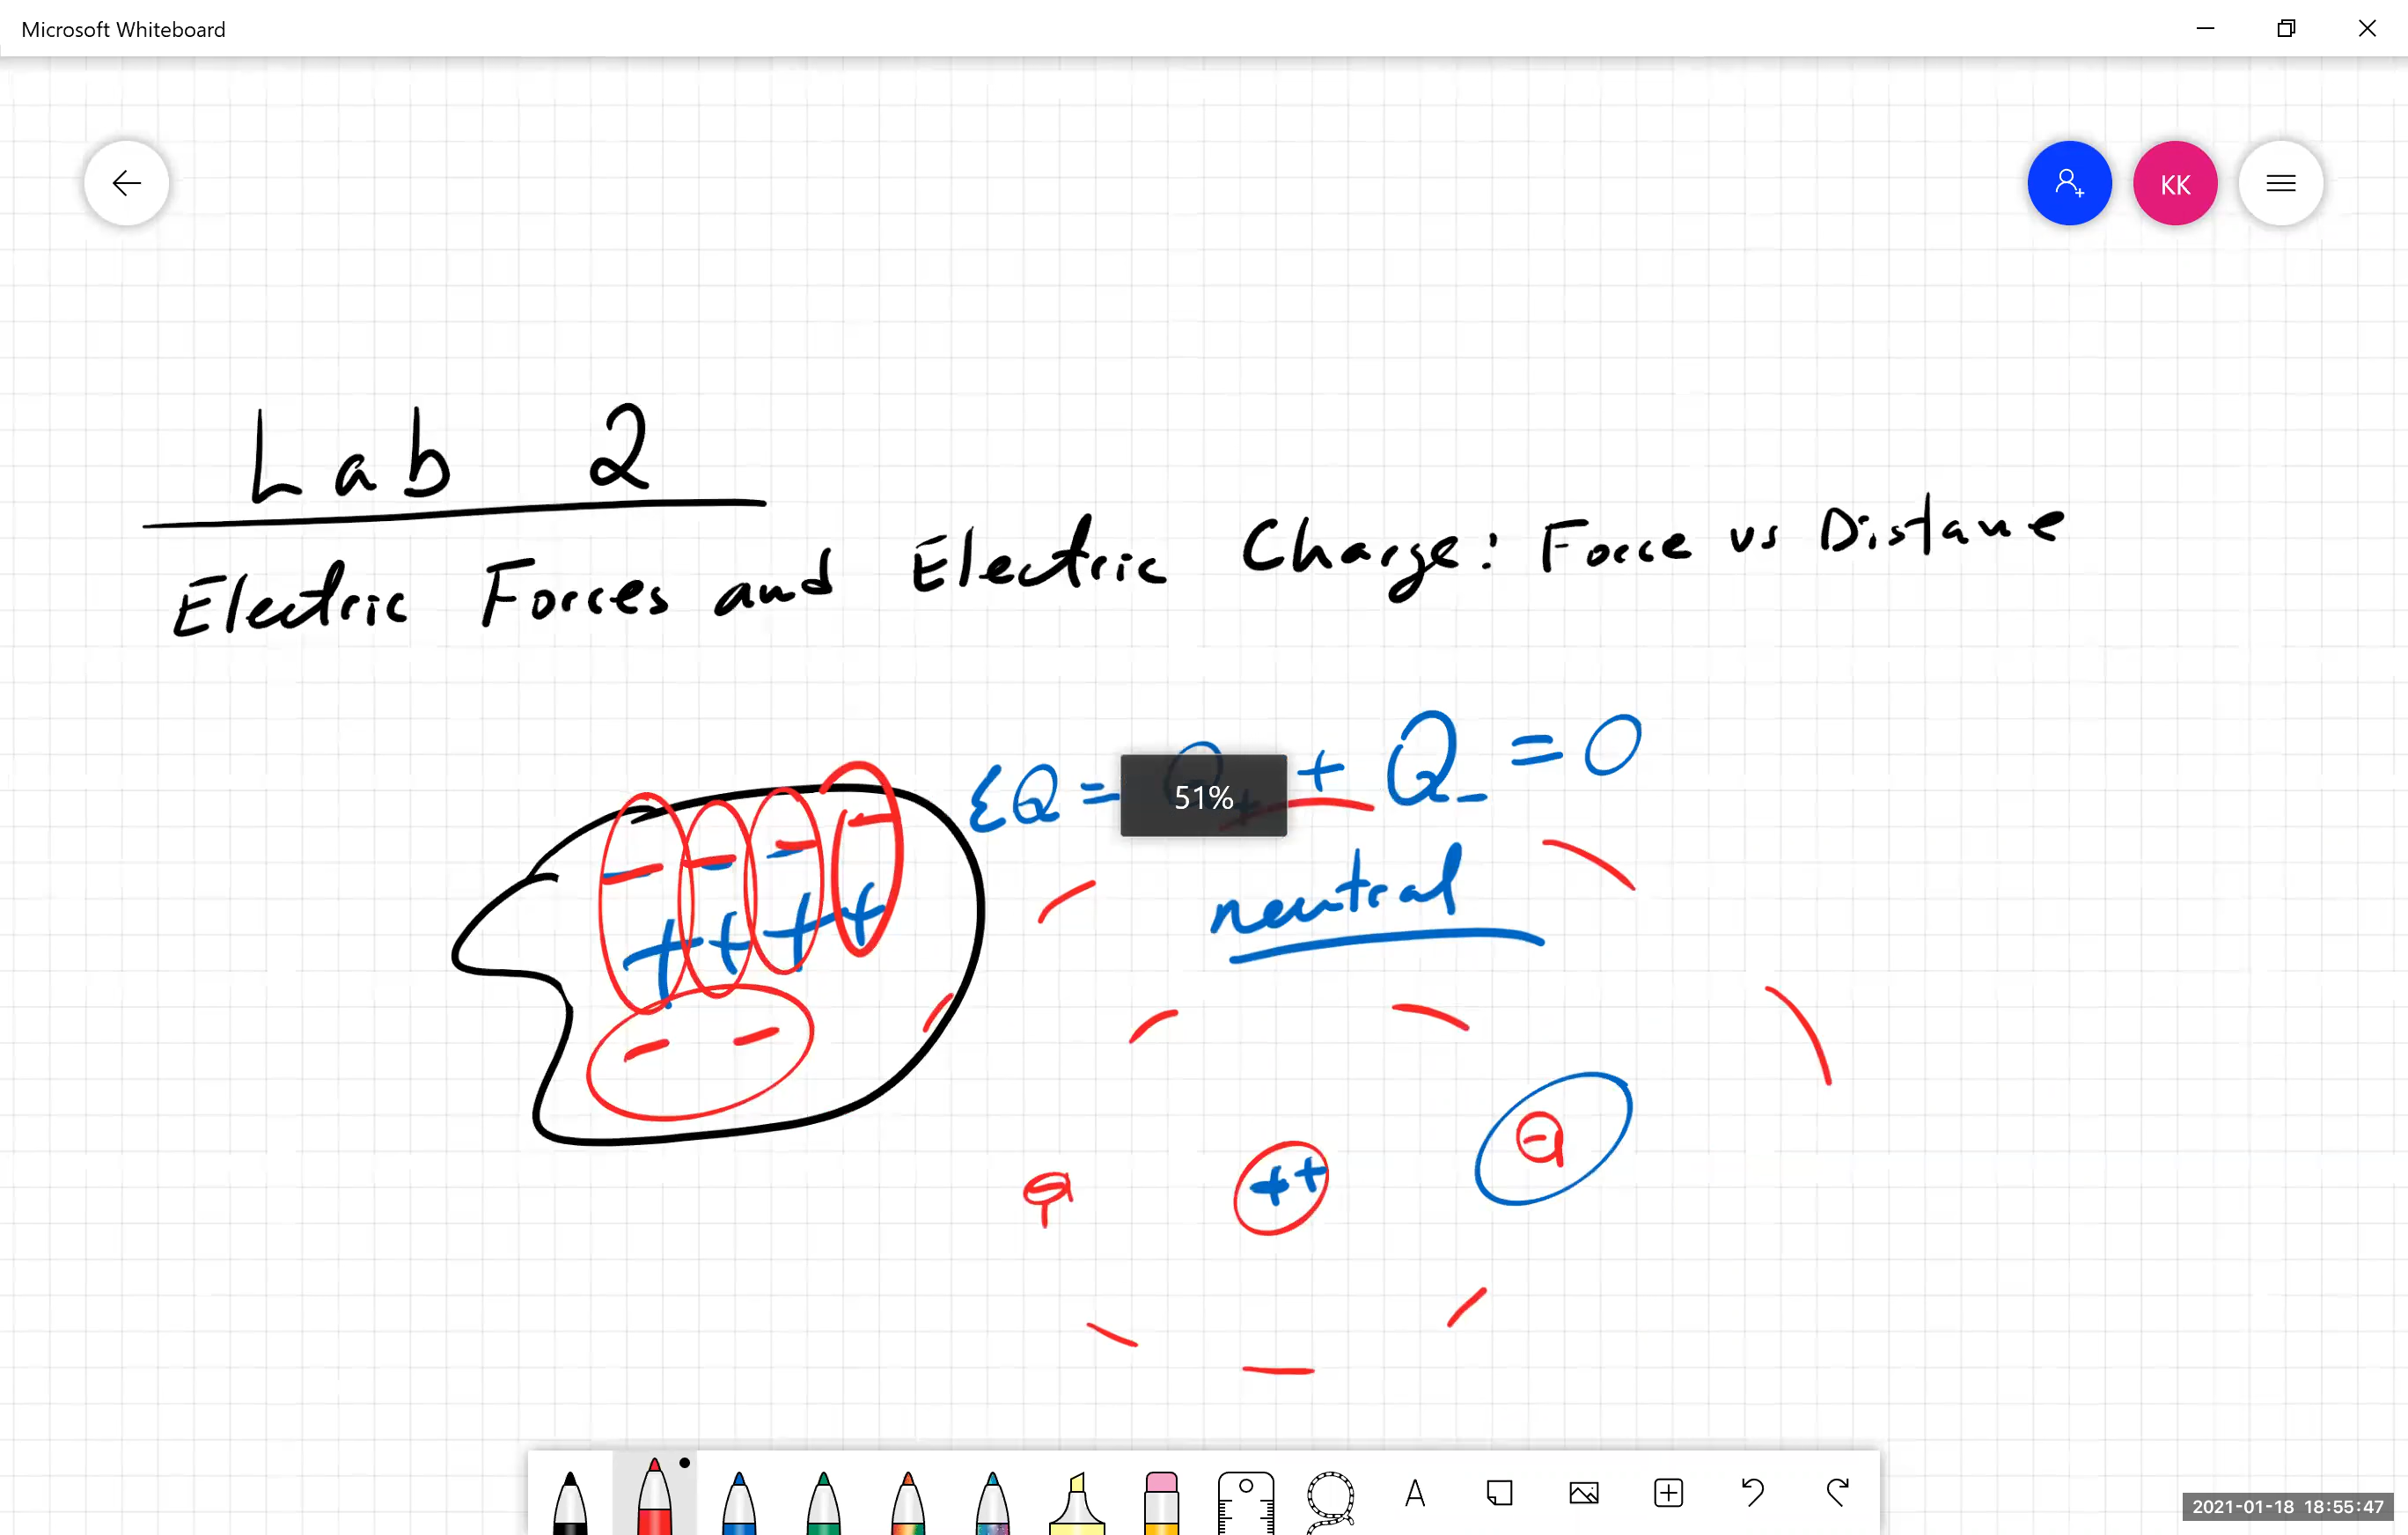 Microsoft Whiteboard
KK
Lab 2
Electric Forces and Electric Charge: Force vs Distance
ΣQ = Q+ + Q- = 0
51%
neutral
- - - -
+ + + +
- -
-
++
A
2021-01-18 18:55:47